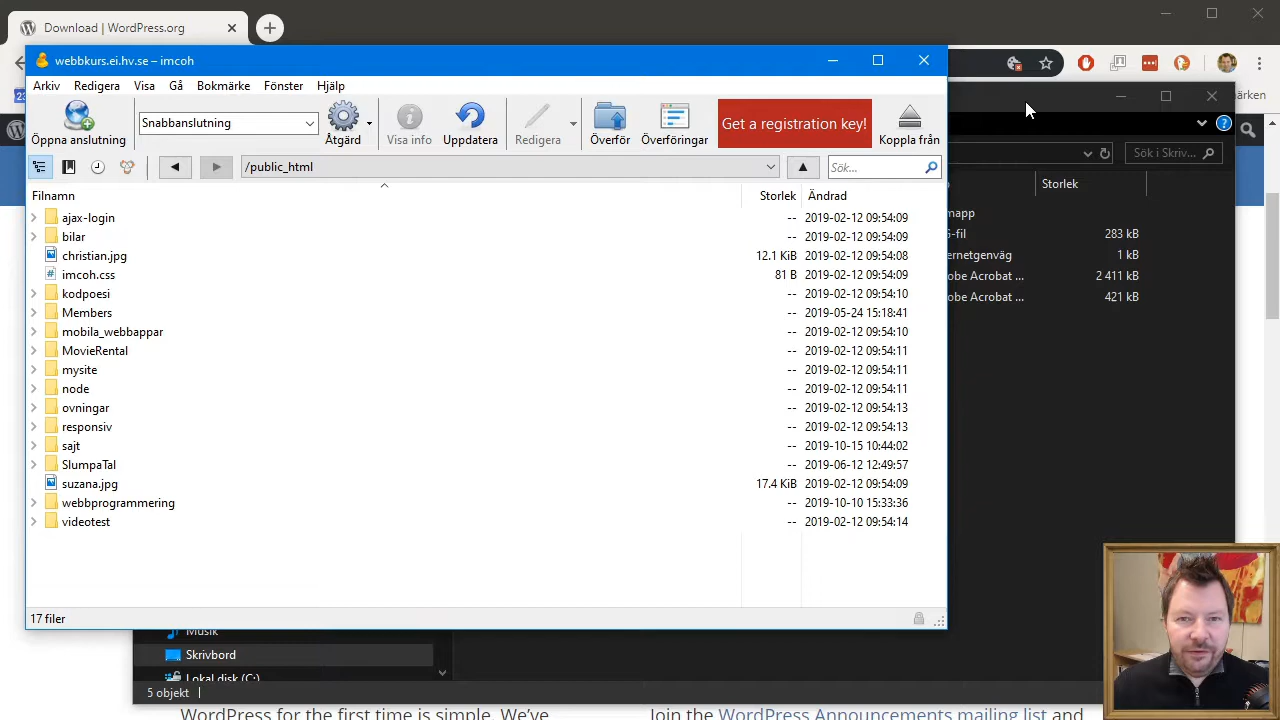 Download | WordPress.org
webbkurs.ei.hv.se – imcoh
Arkiv Redigera Visa Gå Bokmärke Fönster Hjälp
Öppna anslutning
Snabbanslutning
Åtgärd
Visa info
Uppdatera
Redigera
Överför
Överföringar
Get a registration key!
Koppla från
/public_html
Sök...
Sök i Skriv...
Filnamn Storlek Ändrad
Storlek
ajax-login -- 2019-02-12 09:54:09
bilar -- 2019-02-12 09:54:09
christian.jpg 12.1 KiB 2019-02-12 09:54:08
imcoh.css 81 B 2019-02-12 09:54:09
kodpoesi -- 2019-02-12 09:54:10
Members -- 2019-05-24 15:18:41
mobila_webbappar -- 2019-02-12 09:54:10
MovieRental -- 2019-02-12 09:54:11
mysite -- 2019-02-12 09:54:11
node -- 2019-02-12 09:54:11
ovningar -- 2019-02-12 09:54:13
responsiv -- 2019-02-12 09:54:13
sajt -- 2019-10-15 10:44:02
SlumpaTal -- 2019-06-12 12:49:57
suzana.jpg 17.4 KiB 2019-02-12 09:54:09
webbprogrammering -- 2019-10-10 15:33:36
videotest -- 2019-02-12 09:54:14
17 filer
mapp
-fil 283 kB
ernetgenväg 1 kB
obe Acrobat ... 2 411 kB
obe Acrobat ... 421 kB
ärken
Musik
Skrivbord
Lokal disk (C:)
5 objekt
WordPress for the first time is simple. We've
Join the WordPress Announcements mailing list and